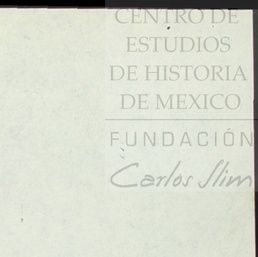 CENTRO DE
ESTUDIOS
DE HISTORIA
DE MEXICO
FUNDACIÓN
Carlos Slim